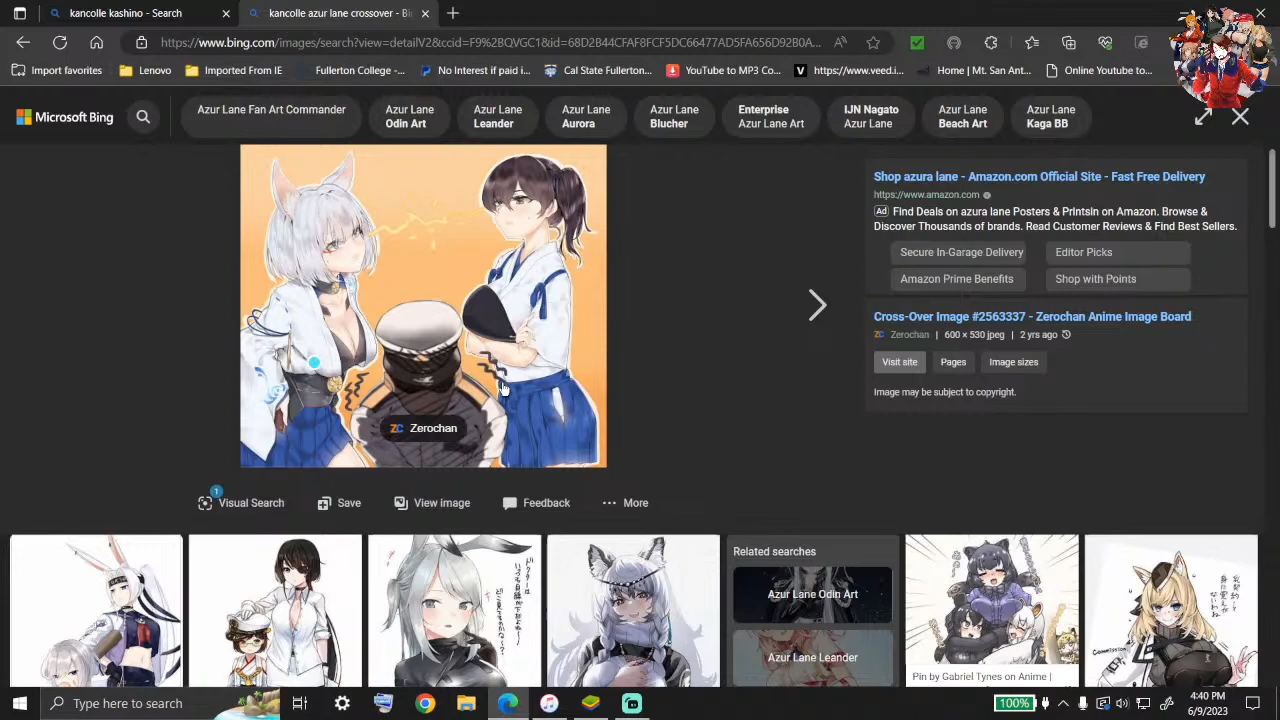 kancolle kashino - Search
kancolle azur lane crossover - Bi
https://www.bing.com/images/search?view=detailV2&ccid=F9%2BQVGC1&id=68D2B44CFAF8FCF5DC66477AD5FA656D92B0A...
Import favorites
Lenovo
Imported From IE
Fullerton College -...
No Interest if paid i...
Cal State Fullerton...
YouTube to MP3 Co...
https://www.veed.i...
Home | Mt. San Ant...
Online Youtube to...
Microsoft Bing
Azur Lane Fan Art Commander
Azur Lane
Odin Art
Azur Lane
Leander
Azur Lane
Aurora
Azur Lane
Blucher
Enterprise
Azur Lane Art
IJN Nagato
Azur Lane
Azur Lane
Beach Art
Azur Lane
Kaga BB
ZC Zerochan
Shop azura lane - Amazon.com Official Site - Fast Free Delivery
https://www.amazon.com
Ad Find Deals on azura lane Posters & Printsin on Amazon. Browse &
Discover Thousands of brands. Read Customer Reviews & Find Best Sellers.
Secure In-Garage Delivery
Editor Picks
Amazon Prime Benefits
Shop with Points
Cross-Over Image #2563337 - Zerochan Anime Image Board
ZC Zerochan | 600 × 530 jpeg | 2 yrs ago
Visit site
Pages
Image sizes
Image may be subject to copyright.
1
Visual Search
Save
View image
Feedback
More
Related searches
Azur Lane Odin Art
Azur Lane Leander
Pin by Gabriel Tynes on Anime |
Commission
Type here to search
100%
4:40 PM
6/9/2023